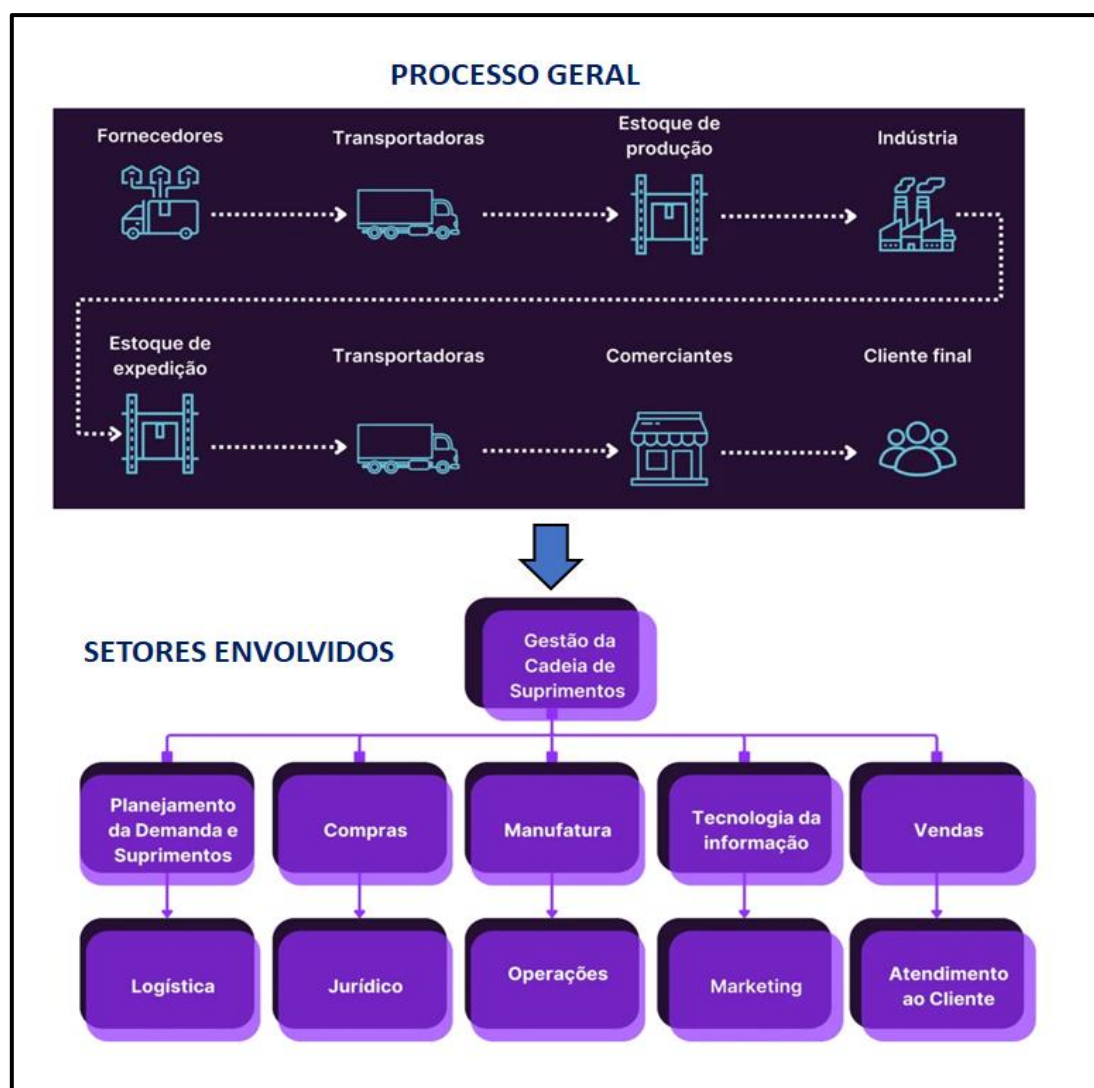 PROCESSO GERAL
Fornecedores
Transportadoras
Estoque de
produção
Indústria
Estoque de
expedição
Transportadoras
Comerciantes
Cliente final
SETORES ENVOLVIDOS
Gestão da
Cadeia de
Suprimentos
Planejamento
da Demanda e
Suprimentos
Compras
Manufatura
Tecnologia da
informação
Vendas
Logística
Jurídico
Operações
Marketing
Atendimento
ao Cliente